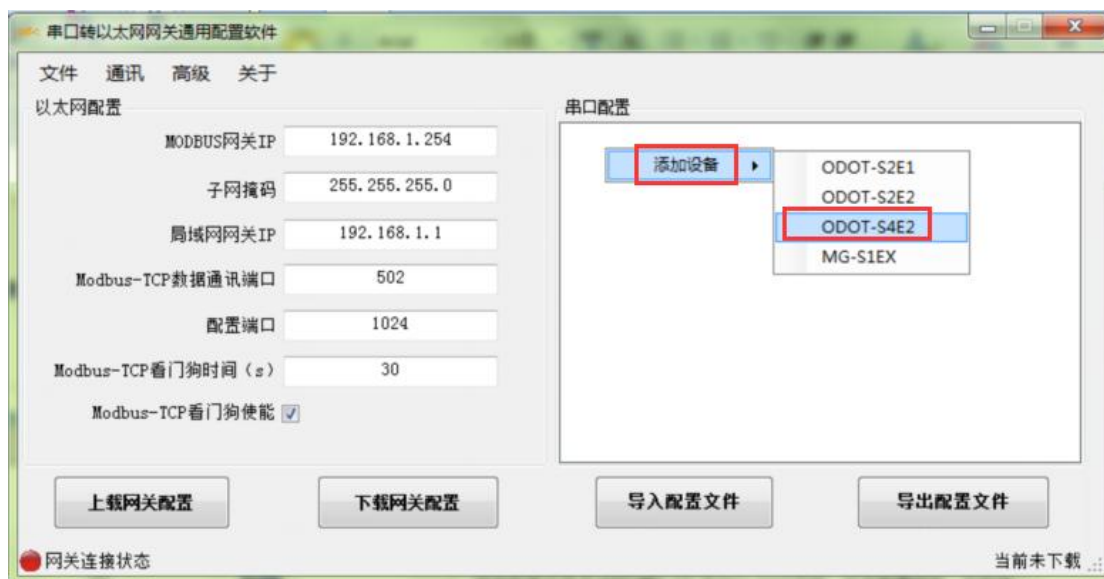 串口转以太网网关通用配置软件
文件 通讯 高级 关于
以太网配置
MODBUS网关IP 192.168.1.254
子网掩码 255.255.255.0
局域网网关IP 192.168.1.1
Modbus-TCP数据通讯端口 502
配置端口 1024
Modbus-TCP看门狗时间（s） 30
Modbus-TCP看门狗使能
串口配置
添加设备
ODOT-S2E1
ODOT-S2E2
ODOT-S4E2
MG-S1EX
上载网关配置 下载网关配置 导入配置文件 导出配置文件
网关连接状态 当前未下载